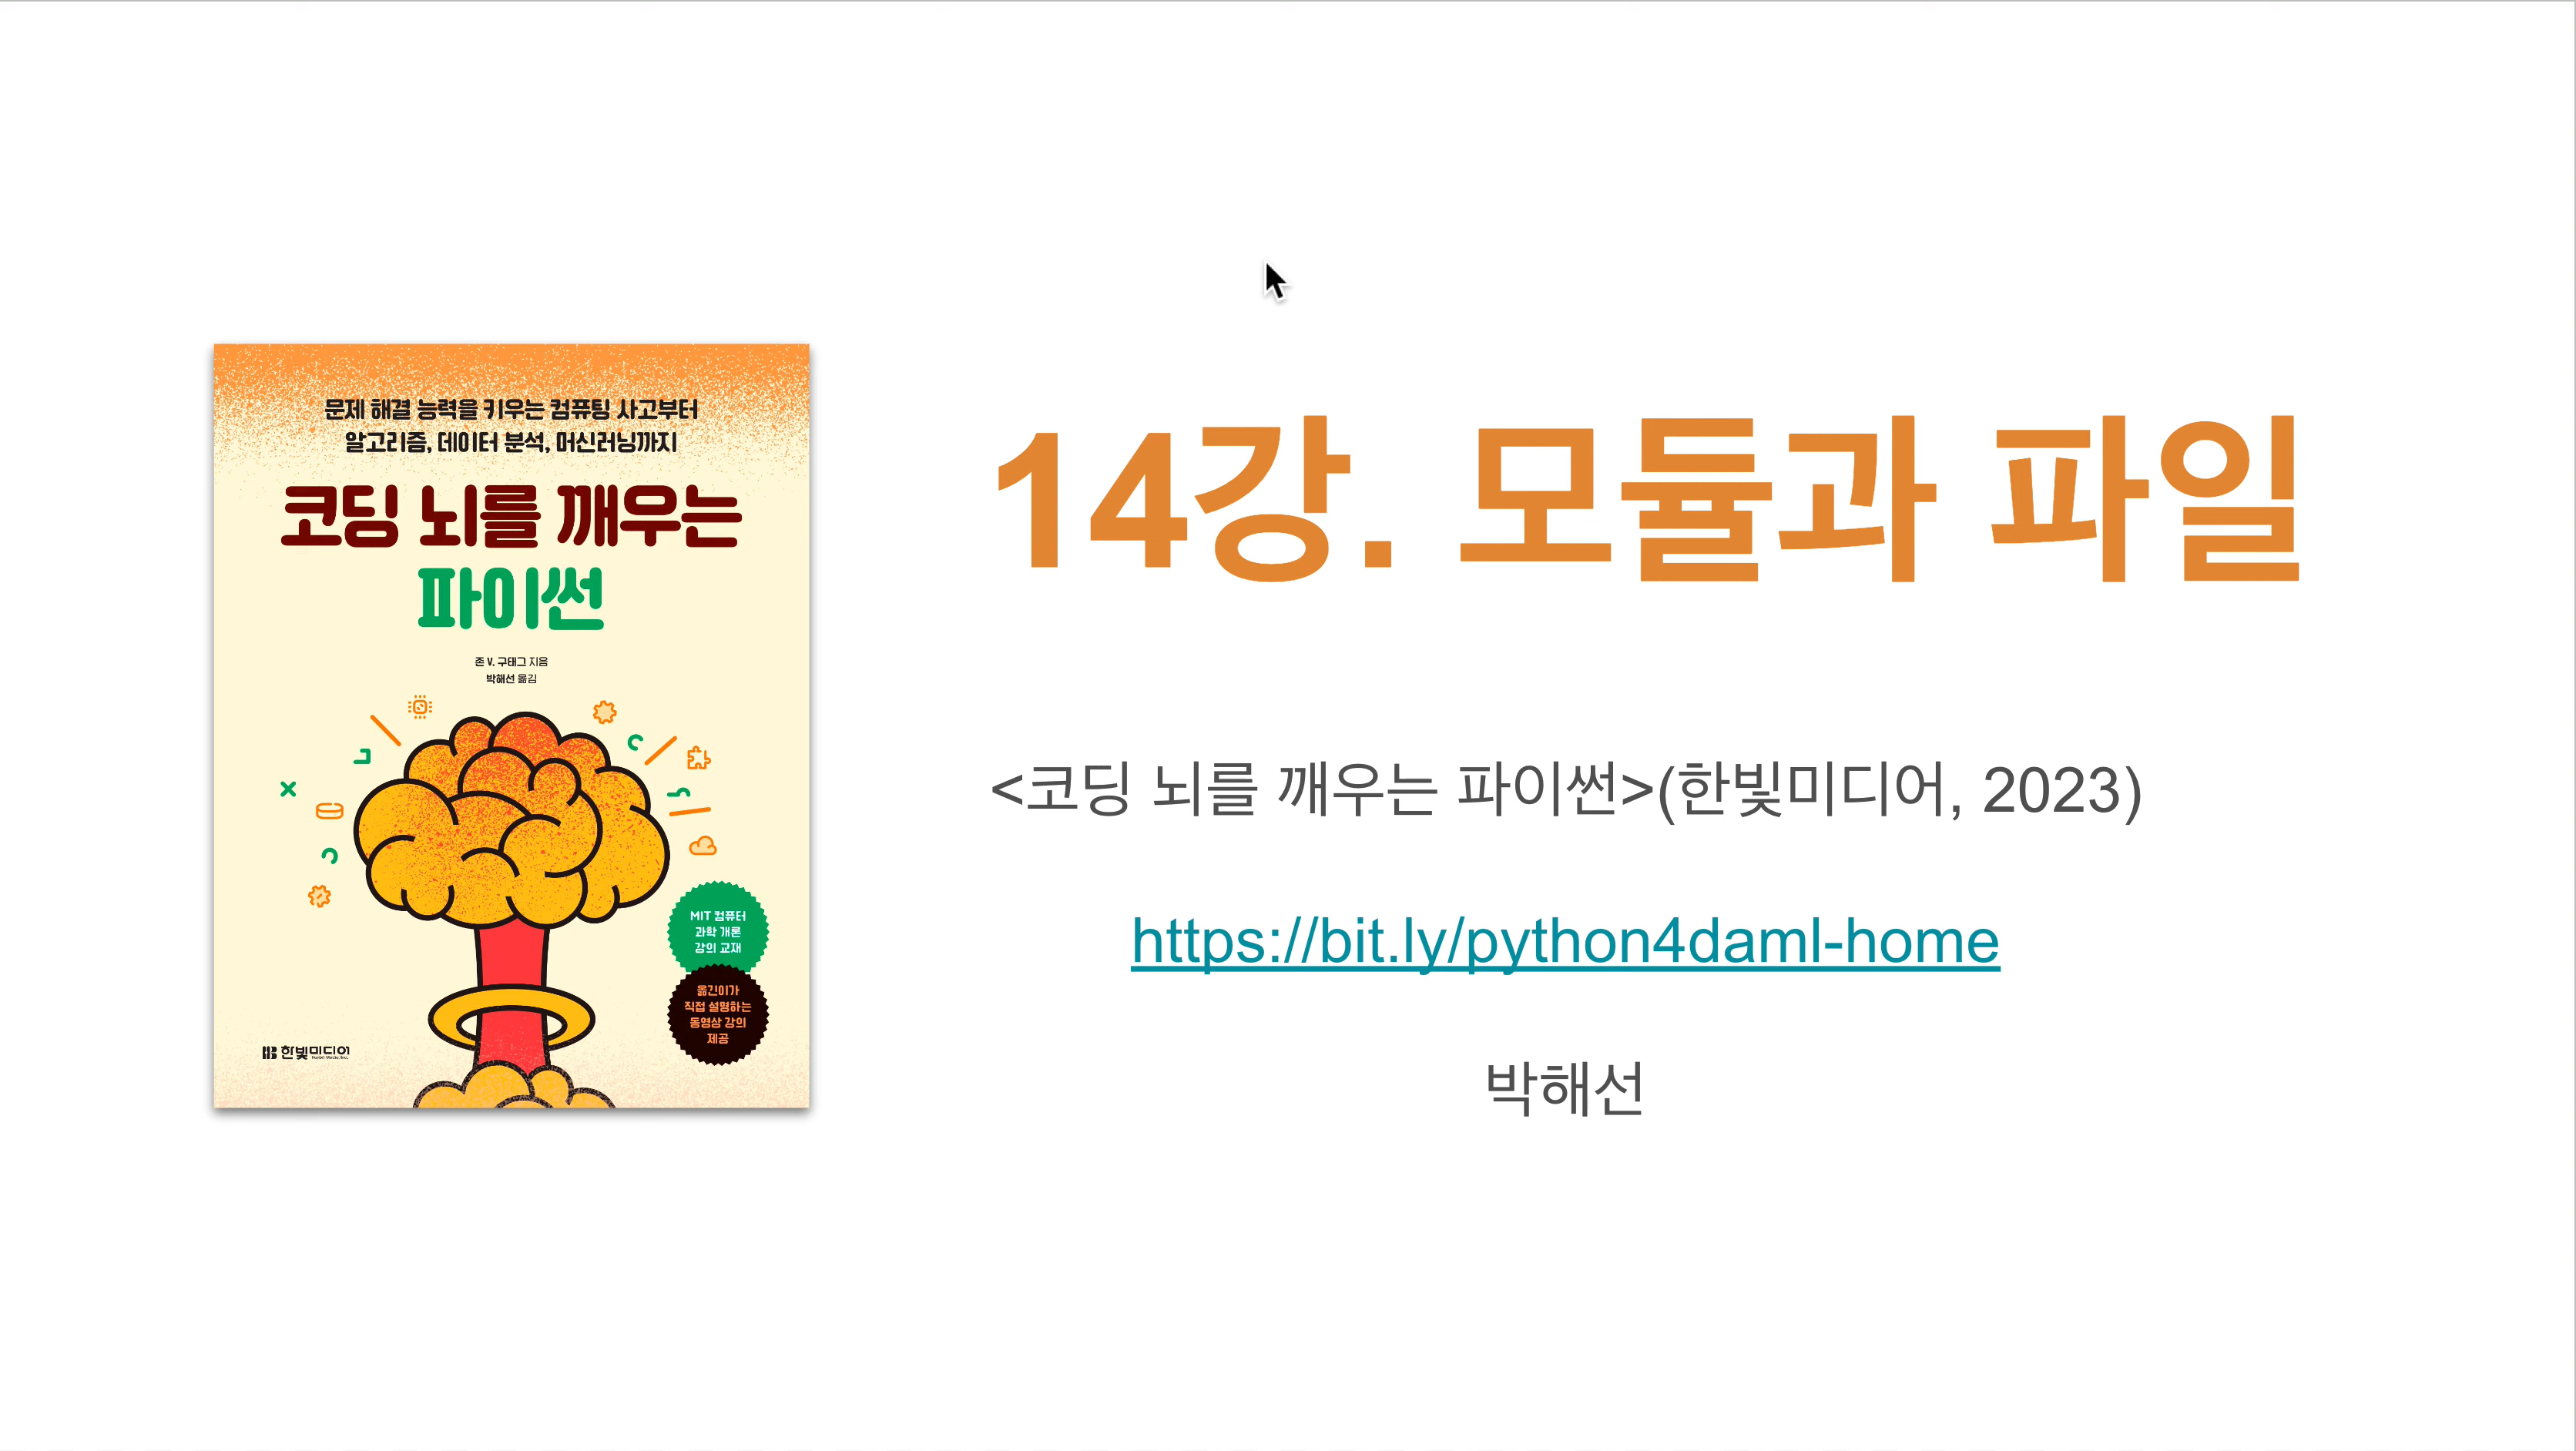 문제 해결 능력을 키우는 컴퓨팅 사고부터
알고리즘, 데이터 분석, 머신러닝까지
코딩 뇌를 깨우는
파이썬
존 V. 구태그 지음
박해선 옮김
MIT 컴퓨터
과학 개론
강의 교재
옮긴이가
직접 설명하는
동영상 강의
제공
한빛미디어
14강. 모듈과 파일
<코딩 뇌를 깨우는 파이썬>(한빛미디어, 2023)
https://bit.ly/python4daml-home
박해선